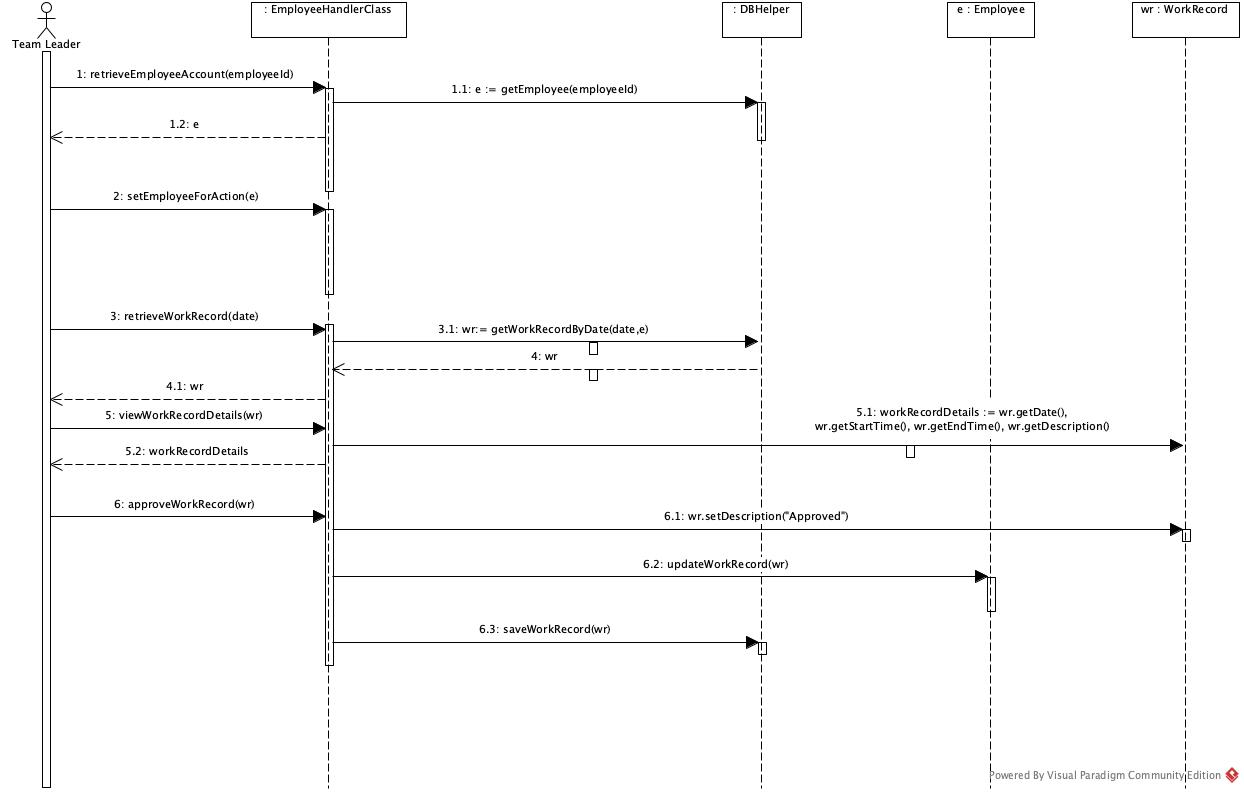 : EmployeeHandlerClass
: DBHelper
e : Employee
wr : WorkRecord
Team Leader
1: retrieveEmployeeAccount(employeeId)
1.1: e := getEmployee(employeeId)
1.2: e
2: setEmployeeForAction(e)
3: retrieveWorkRecord(date)
3.1: wr:= getWorkRecordByDate(date,e)
4: wr
4.1: wr
5: viewWorkRecordDetails(wr)
5.1: workRecordDetails := wr.getDate(),
wr.getStartTime(), wr.getEndTime(), wr.getDescription()
5.2: workRecordDetails
6: approveWorkRecord(wr)
6.1: wr.setDescription("Approved")
6.2: updateWorkRecord(wr)
6.3: saveWorkRecord(wr)
Powered By Visual Paradigm Community Edition